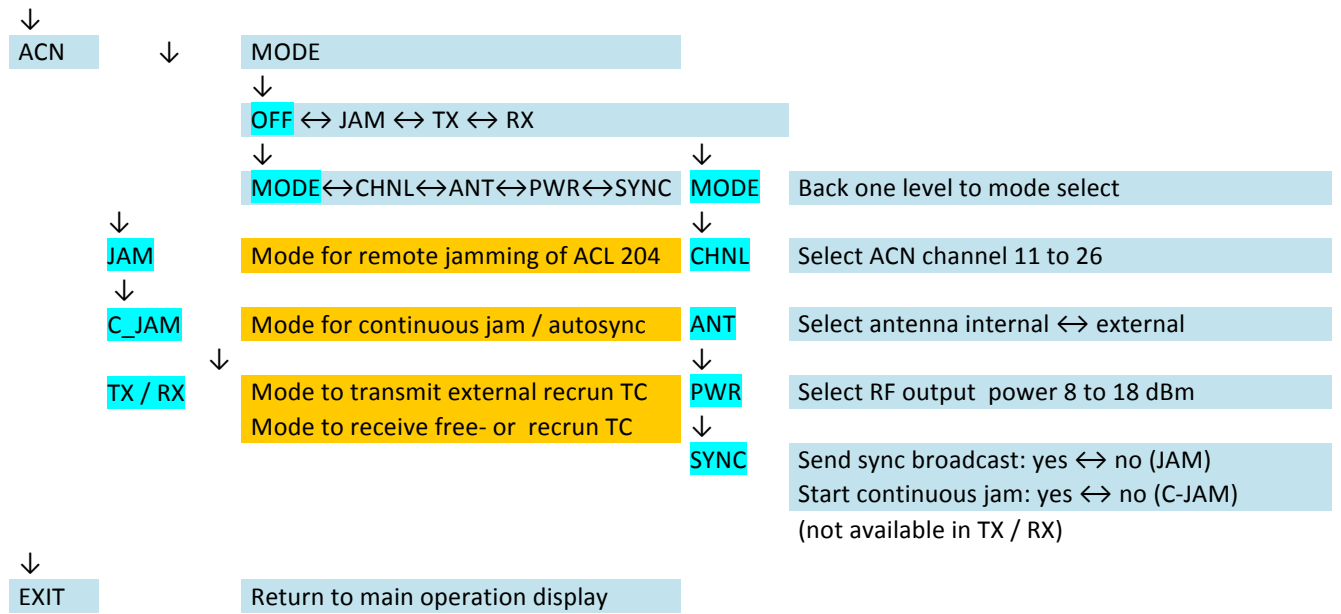 ↓
ACN ↓ MODE
↓
OFF ↔ JAM ↔ TX ↔ RX
↓ ↓
MODE↔CHNL↔ANT↔PWR↔SYNC MODE Back one level to mode select
↓ ↓
JAM Mode for remote jamming of ACL 204 CHNL Select ACN channel 11 to 26
↓
C_JAM Mode for continuous jam / autosync ANT Select antenna internal ↔ external
↓ ↓
TX / RX Mode to transmit external recrun TC PWR Select RF output power 8 to 18 dBm
Mode to receive free- or recrun TC ↓
SYNC Send sync broadcast: yes ↔ no (JAM)
Start continuous jam: yes ↔ no (C-JAM)
(not available in TX / RX)
↓
EXIT Return to main operation display